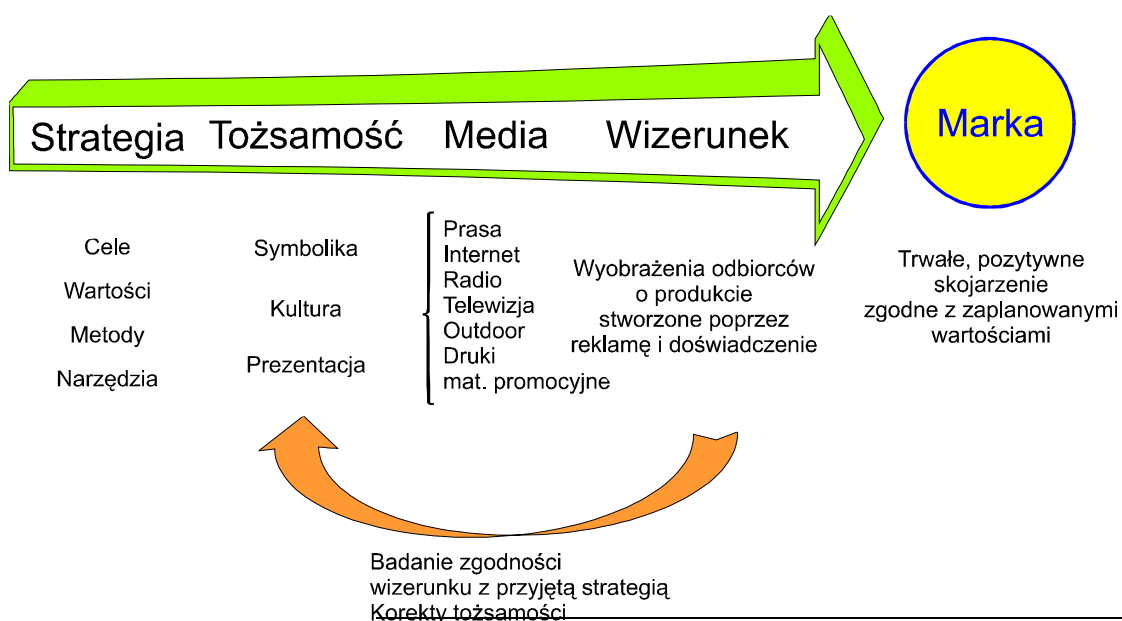 Strategia Tożsamość Media Wizerunek
Marka
Cele
Wartości
Metody
Narzędzia
Symbolika
Kultura
Prezentacja
Prasa
Internet
Radio
Telewizja
Outdoor
Druki
mat. promocyjne
Wyobrażenia odbiorców
o produkcie
stworzone poprzez
reklamę i doświadczenie
Trwałe, pozytywne
skojarzenie
zgodne z zaplanowanymi
wartościami
Badanie zgodności
wizerunku z przyjętą strategią
Korekty tożsamości